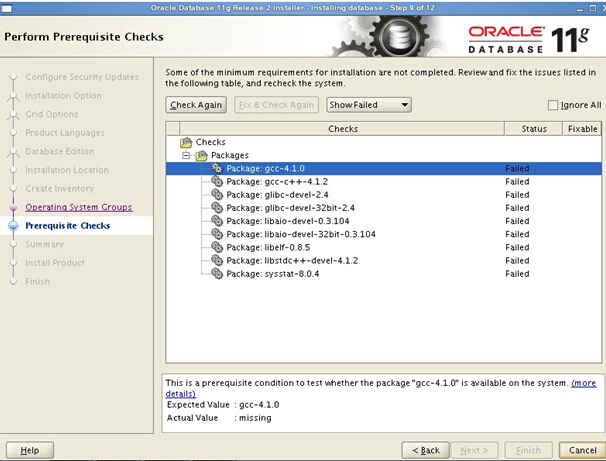 Oracle Database 11g Release 2 Installer - Installing database - Step 9 of 12
Perform Prerequisite Checks
ORACLE
DATABASE 11g
Configure Security Updates
Installation Option
Grid Options
Product Languages
Database Edition
Installation Location
Create Inventory
Operating System Groups
Prerequisite Checks
Summary
Install Product
Finish
Some of the minimum requirements for installation are not completed. Review and fix the issues listed in
the following table, and recheck the system.
Check Again Fix & Check Again Show Failed Ignore All
Checks Status Fixable
Checks
Packages
Package: gcc-4.1.0 Failed
Package: gcc-c++-4.1.2 Failed
Package: glibc-devel-2.4 Failed
Package: glibc-devel-32bit-2.4 Failed
Package: libaio-devel-0.3.104 Failed
Package: libaio-devel-32bit-0.3.104 Failed
Package: libelf-0.8.5 Failed
Package: libstdc++-devel-4.1.2 Failed
Package: sysstat-8.0.4 Failed
This is a prerequisite condition to test whether the package "gcc-4.1.0" is available on the system. (more
details)
Expected Value : gcc-4.1.0
Actual Value : missing
Help < Back Next > Finish Cancel